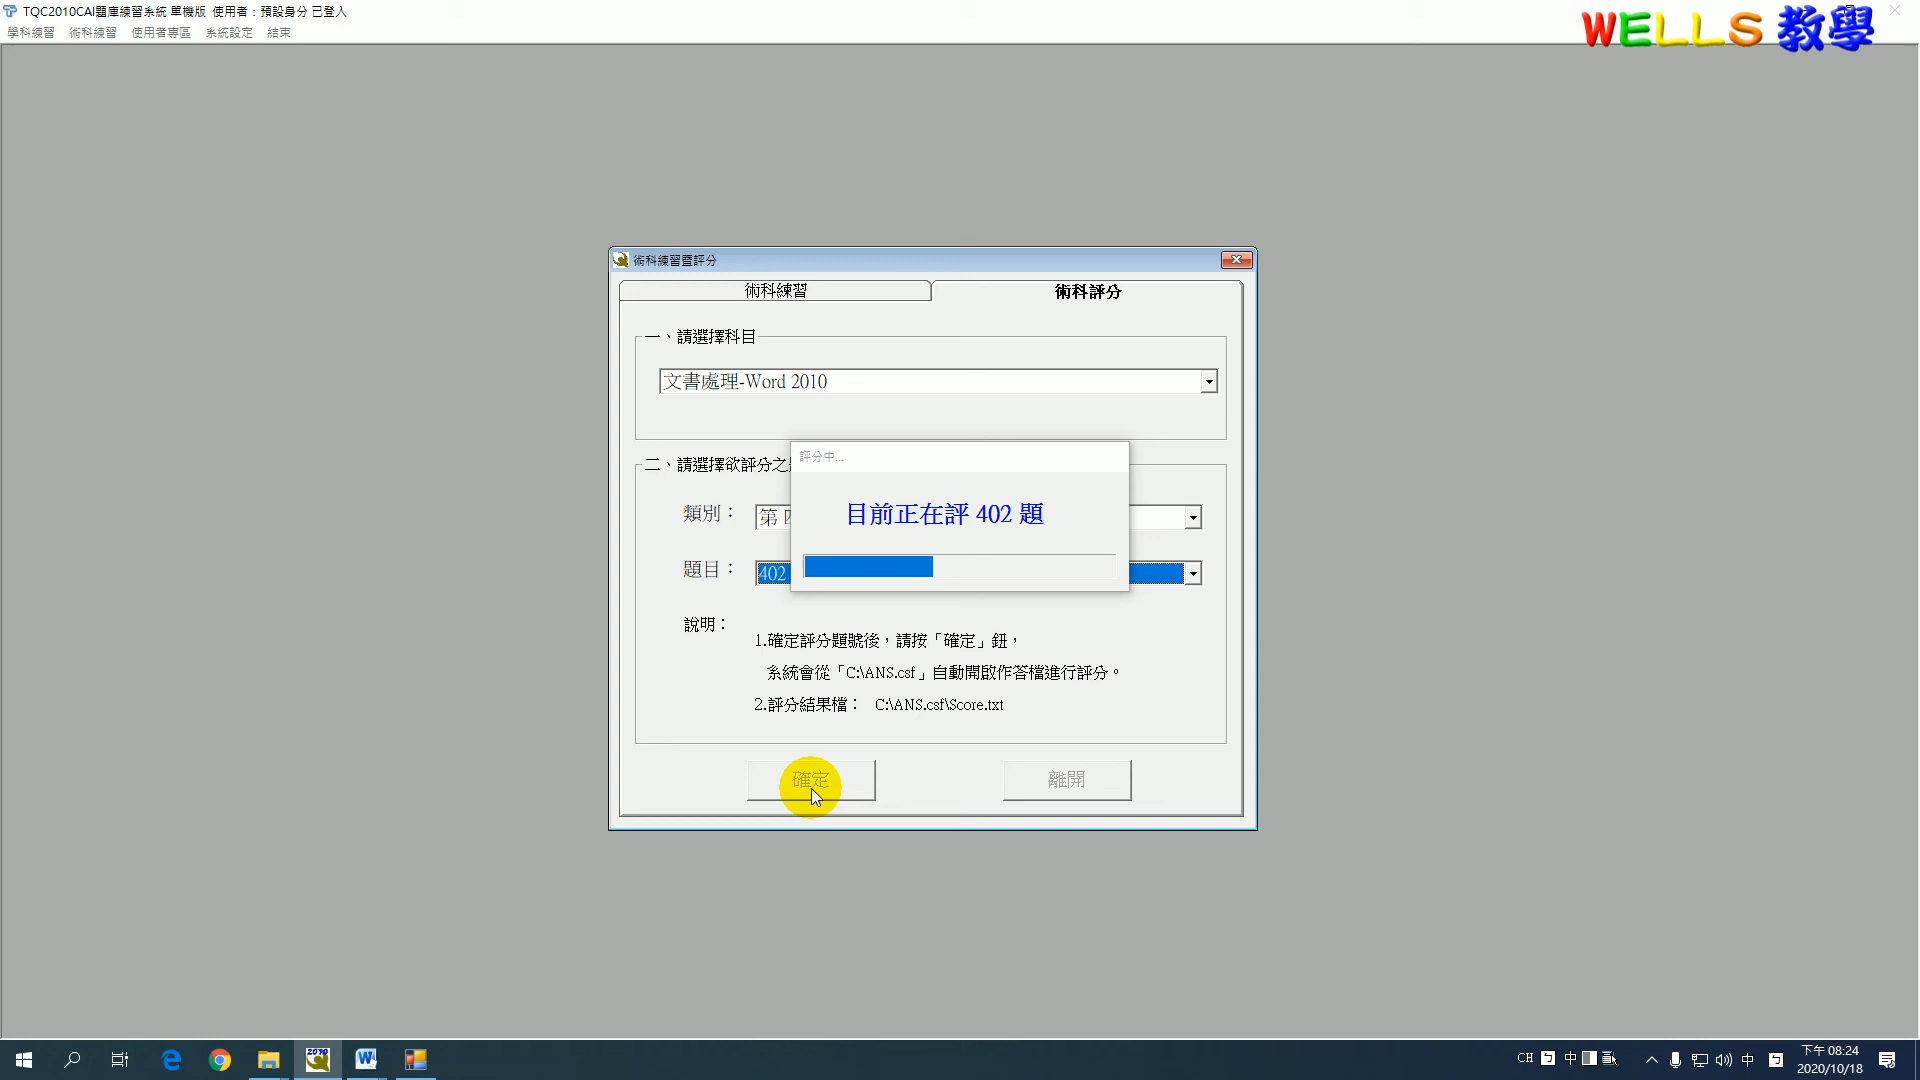 TQC2010CAI題庫練習系統 單機版 使用者：預設身分 已登入
WELLS 教學
學科練習 術科練習 使用者專區 系統設定 結束
術科練習暨評分
術科練習 術科評分
一、請選擇科目
文書處理-Word 2010
評分中...
二、請選擇欲評分之
目前正在評 402 題
類別： 第
題目： 402
說明：
1.確定評分題號後，請按「確定」鈕，
系統會從「C:\ANS.csf」自動開啟作答檔進行評分。
2.評分結果檔： C:\ANS.csf\Score.txt
確定 離開
2010
CH 中
中
下午 08:24
2020/10/18